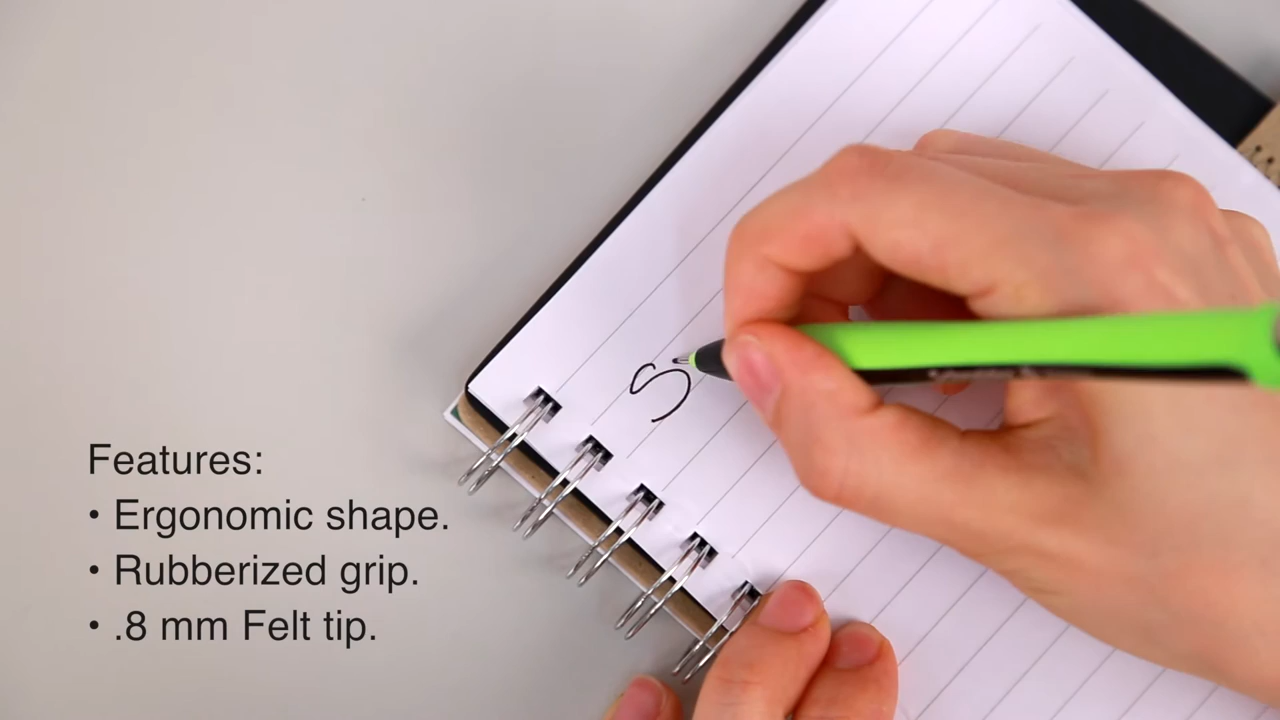 Features:
• Ergonomic shape.
• Rubberized grip.
• .8 mm Felt tip.
S